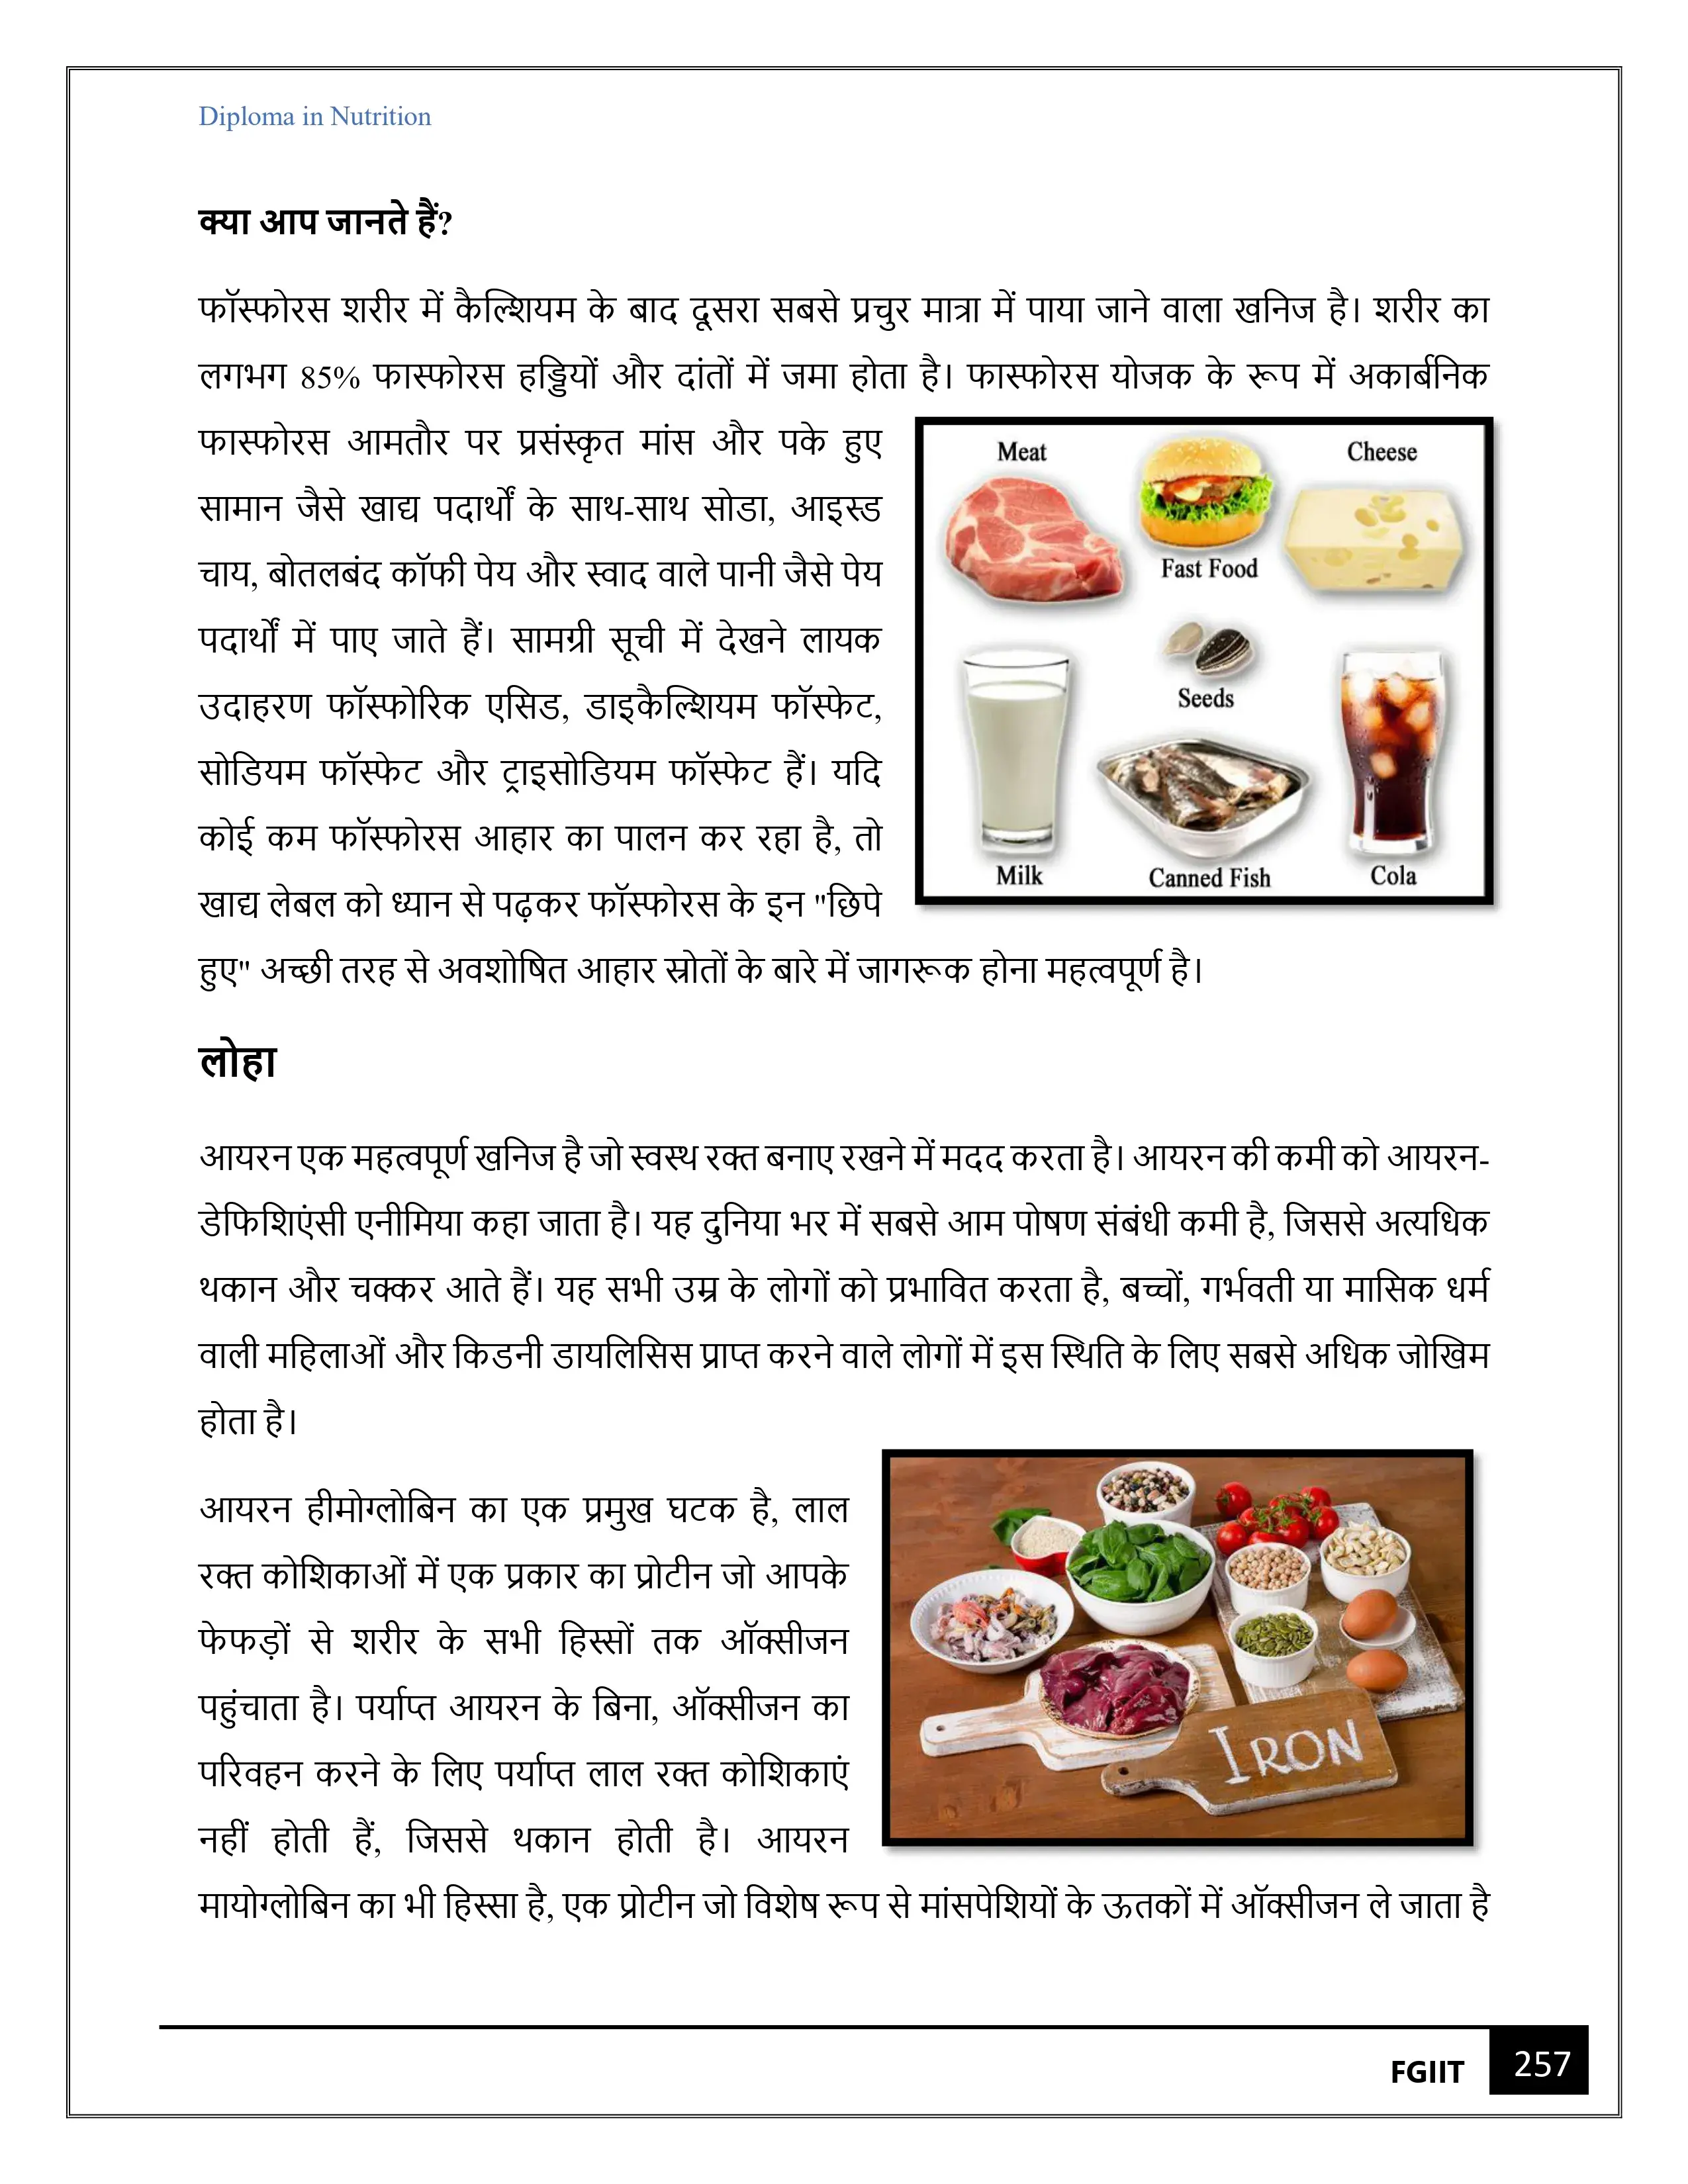 Diploma in Nutrition
क्या आप जानते हैं?
फॉस्फोरस शरीर में कैल्शियम के बाद दूसरा सबसे प्रचुर मात्रा में पाया जाने वाला खनिज है। शरीर का
लगभग 85% फास्फोरस हड्डियों और दांतों में जमा होता है। फास्फोरस योजक के रूप में अकार्बनिक
फास्फोरस आमतौर पर प्रसंस्कृत मांस और पके हुए
सामान जैसे खाद्य पदार्थों के साथ-साथ सोडा, आइस्ड
चाय, बोतलबंद कॉफी पेय और स्वाद वाले पानी जैसे पेय
पदार्थों में पाए जाते हैं। सामग्री सूची में देखने लायक
उदाहरण फॉस्फोरिक एसिड, डाइकैल्शियम फॉस्फेट,
सोडियम फॉस्फेट और ट्राइसोडियम फॉस्फेट हैं। यदि
कोई कम फॉस्फोरस आहार का पालन कर रहा है, तो
खाद्य लेबल को ध्यान से पढ़कर फॉस्फोरस के इन "छिपे
हुए" अच्छी तरह से अवशोषित आहार स्रोतों के बारे में जागरूक होना महत्वपूर्ण है।
Meat
Cheese
Fast Food
Seeds
Milk
Canned Fish
Cola
लोहा
आयरन एक महत्वपूर्ण खनिज है जो स्वस्थ रक्त बनाए रखने में मदद करता है। आयरन की कमी को आयरन-
डेफिशिएंसी एनीमिया कहा जाता है। यह दुनिया भर में सबसे आम पोषण संबंधी कमी है, जिससे अत्यधिक
थकान और चक्कर आते हैं। यह सभी उम्र के लोगों को प्रभावित करता है, बच्चों, गर्भवती या मासिक धर्म
वाली महिलाओं और किडनी डायलिसिस प्राप्त करने वाले लोगों में इस स्थिति के लिए सबसे अधिक जोखिम
होता है।
आयरन हीमोग्लोबिन का एक प्रमुख घटक है, लाल
रक्त कोशिकाओं में एक प्रकार का प्रोटीन जो आपके
फेफड़ों से शरीर के सभी हिस्सों तक ऑक्सीजन
पहुंचाता है। पर्याप्त आयरन के बिना, ऑक्सीजन का
परिवहन करने के लिए पर्याप्त लाल रक्त कोशिकाएं
नहीं होती हैं, जिससे थकान होती है। आयरन
मायोग्लोबिन का भी हिस्सा है, एक प्रोटीन जो विशेष रूप से मांसपेशियों के ऊतकों में ऑक्सीजन ले जाता है
IRON
FGIIT
257